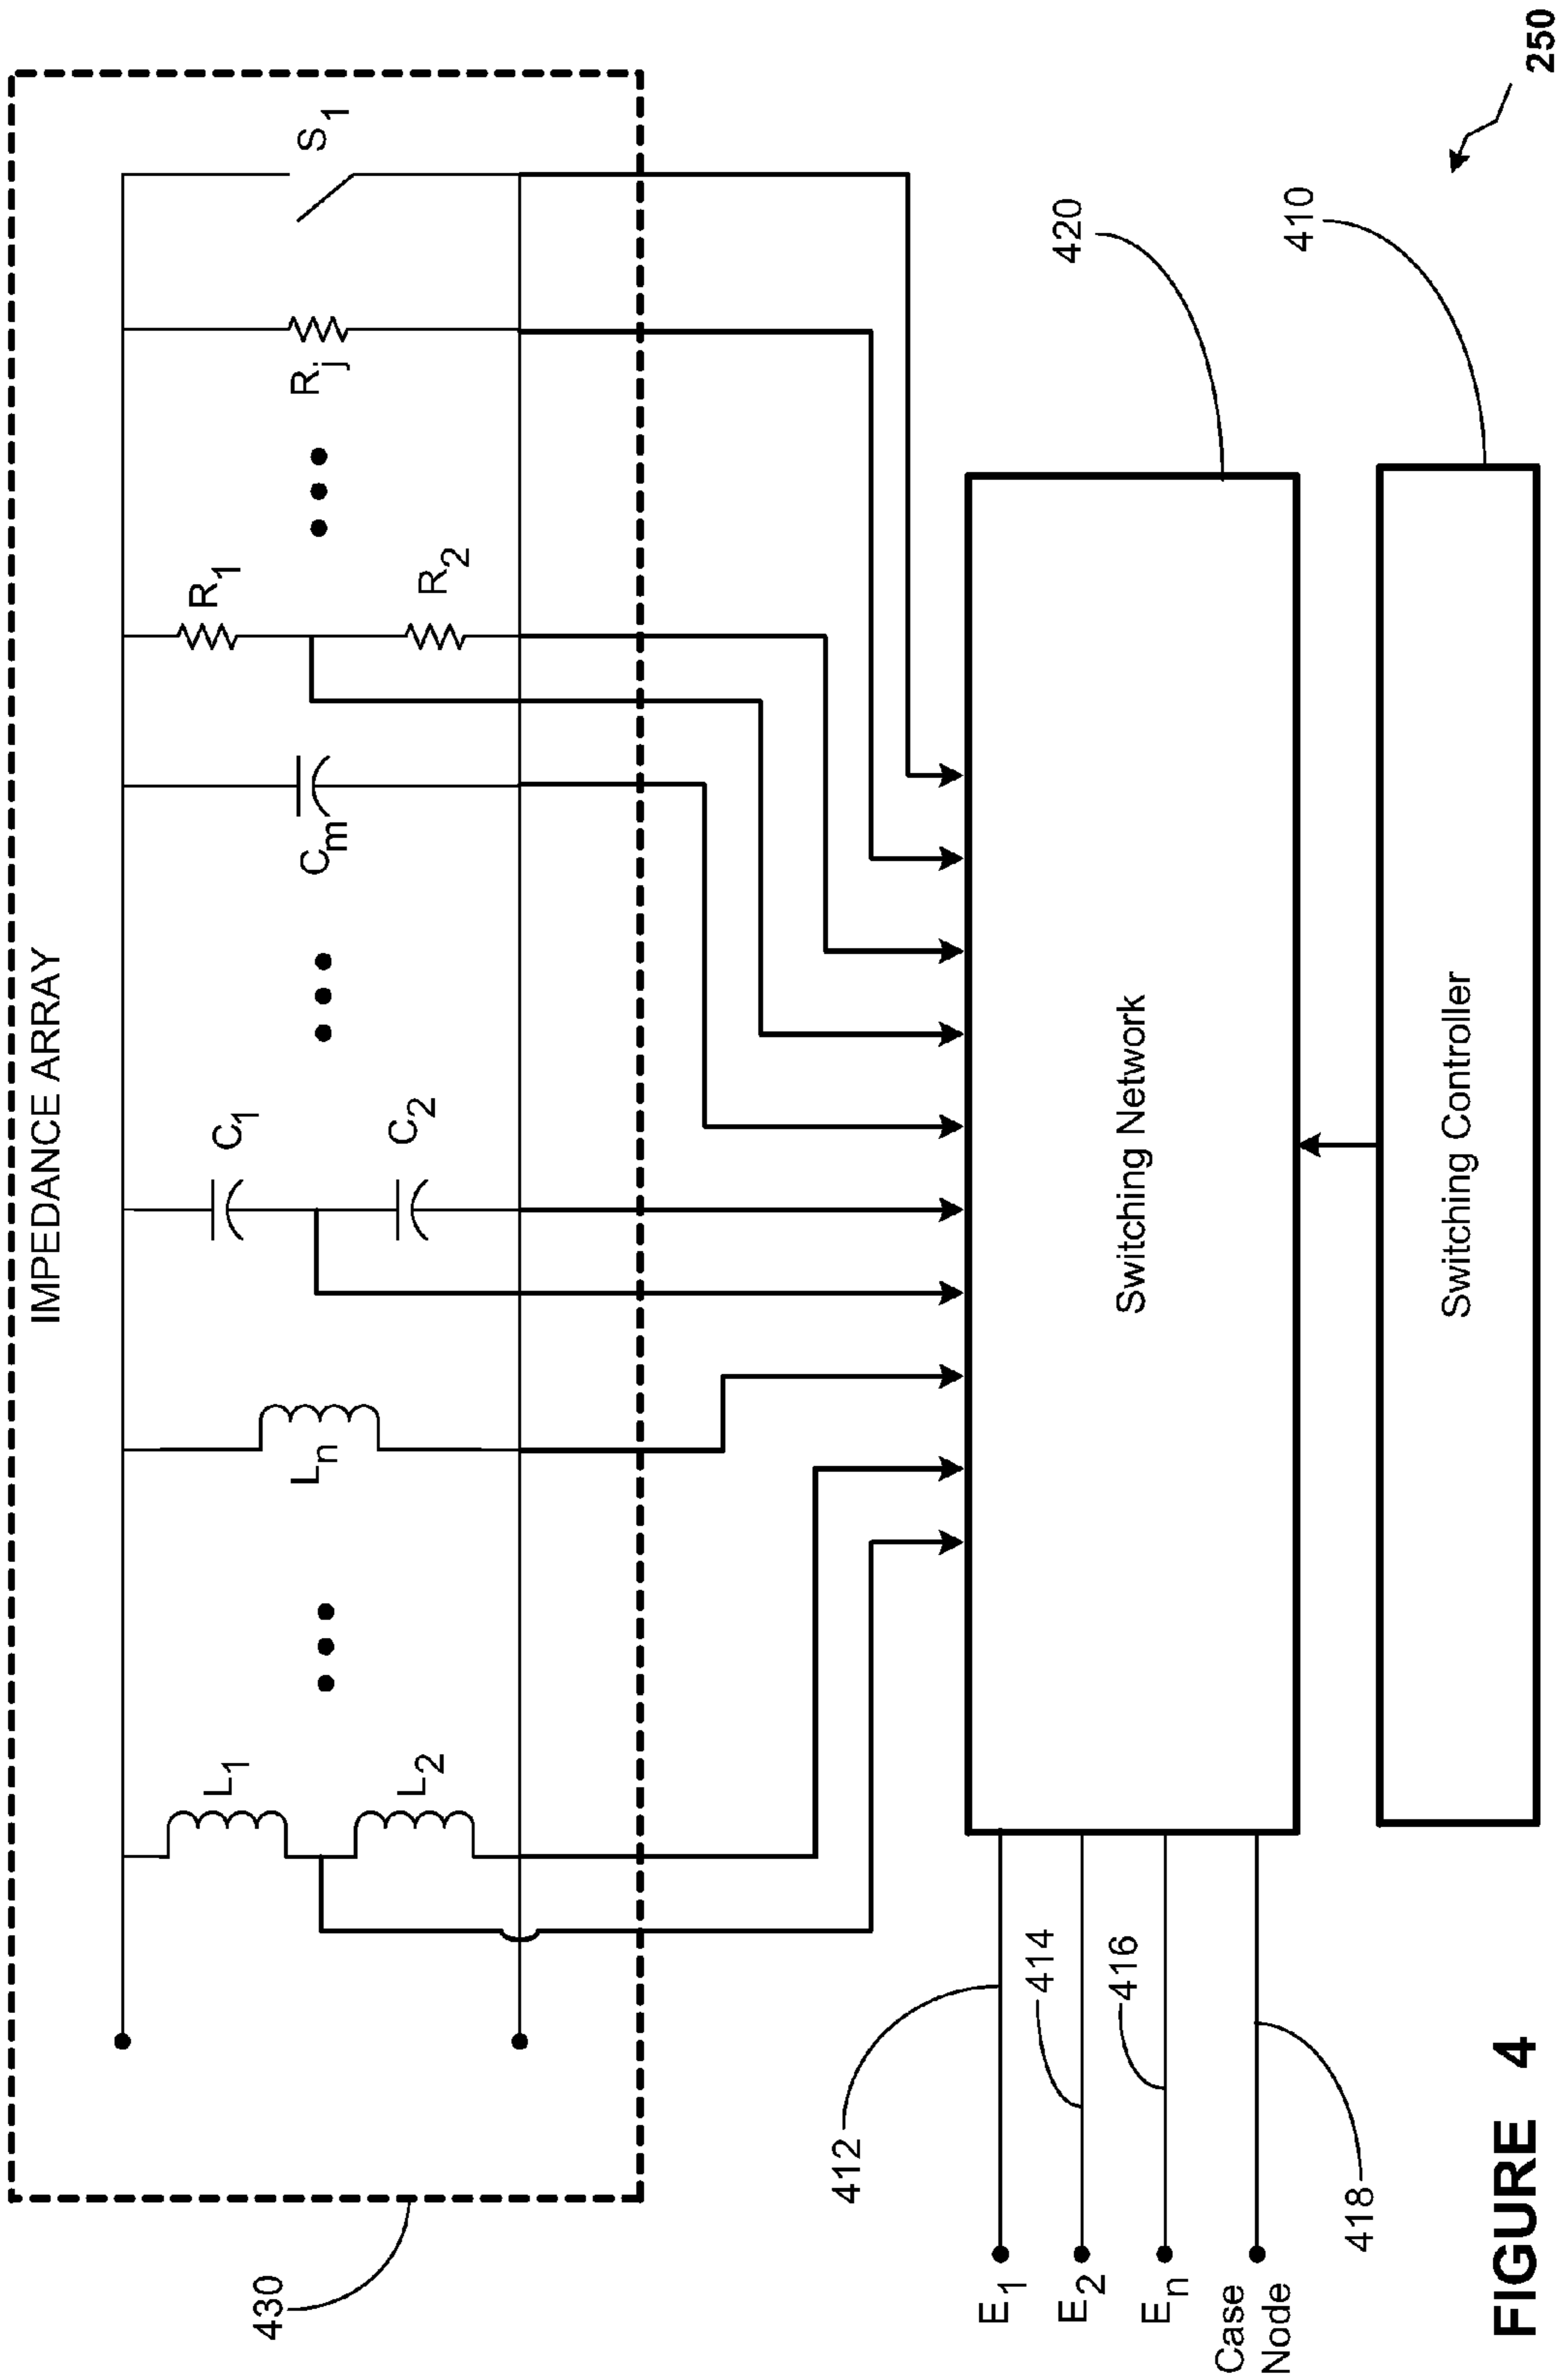 IMPEDANCE ARRAY
430
L1
L2
Ln
C1
C2
Cm
R1
R2
Rj
S1
412
414
416
418
E1
E2
En
Case
Node
Switching Network
420
Switching Controller
410
250
FIGURE 4